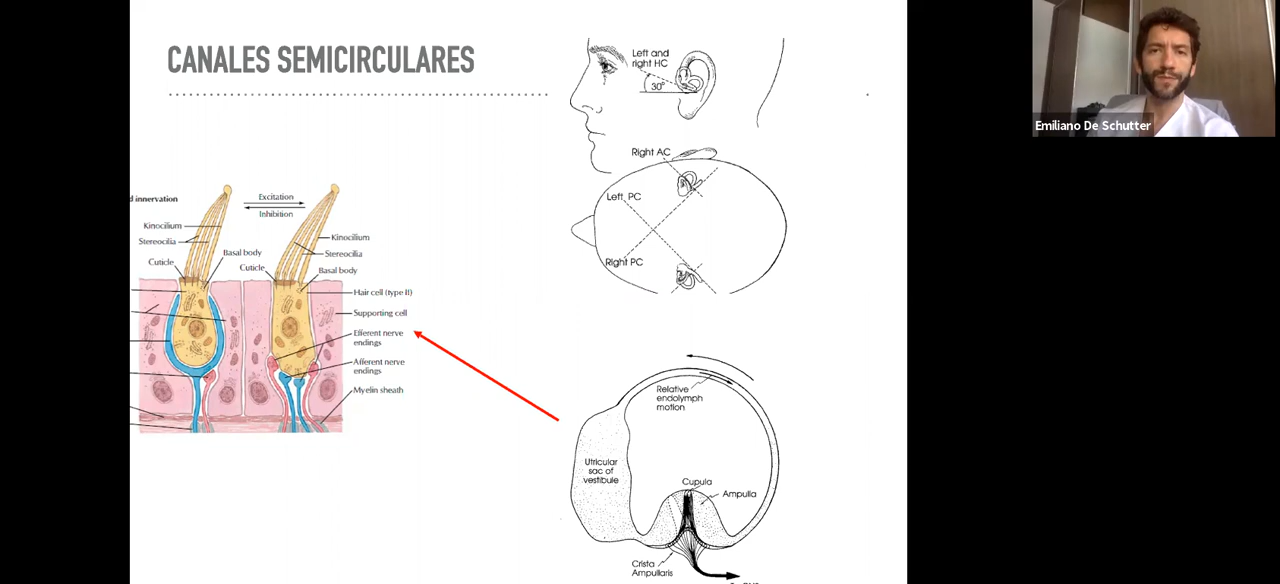 CANALES SEMICIRCULARES
Emiliano De Schutter
Left and
right HC
30°
Right AC
Left PC
Right PC
d innervation
Excitation
Inhibition
Kinocilium
Stereocilia
Cuticle
Basal body
Cuticle
Kinocilium
Stereocilia
Basal body
Hair cell (type II)
Supporting cell
Efferent nerve
endings
Afferent nerve
endings
Myelin sheath
Relative
endolymph
motion
Utricular
sac of
vestibule
Cupula
Ampulla
Crista
Ampullaris